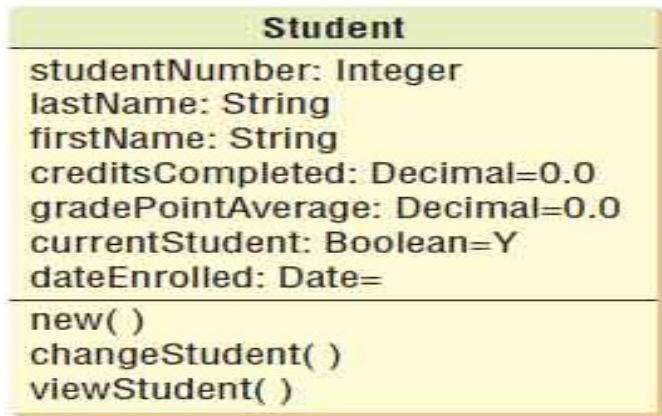 Student
studentNumber: Integer
lastName: String
firstName: String
creditsCompleted: Decimal=0.0
gradePointAverage: Decimal=0.0
currentStudent: Boolean=Y
dateEnrolled: Date=
new( )
changeStudent( )
viewStudent( )